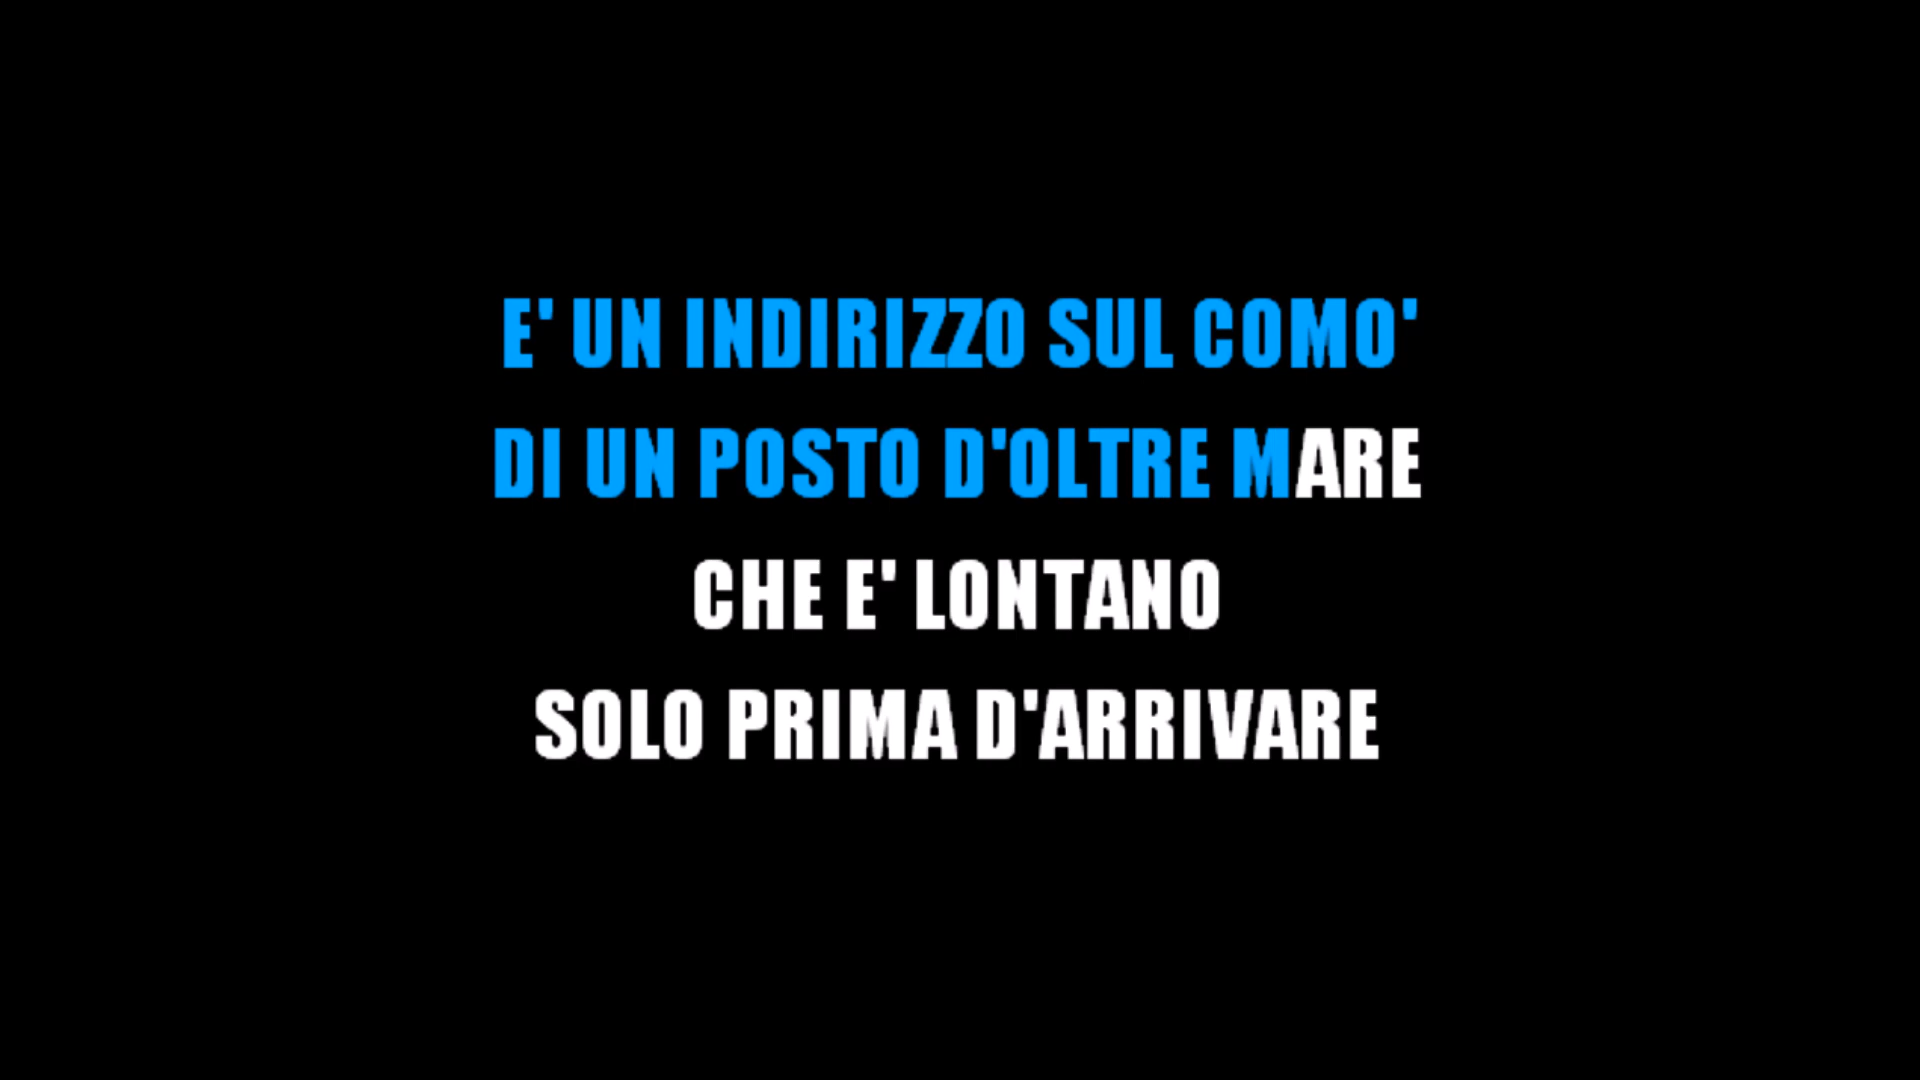 E' UN INDIRIZZO SUL COMO'
DI UN POSTO D'OLTRE MARE
CHE E' LONTANO
SOLO PRIMA D'ARRIVARE